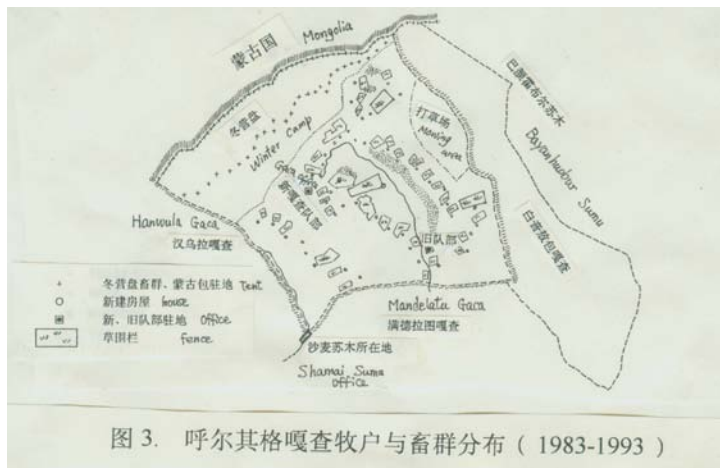 蒙古国 Mongolia
冬营盘
Winter Camp
打草场
Mowing area
巴彦霍布尔苏木
Bayanhuobur Sumu
白音敖包嘎查
新嘎查队部
旧队部
Hanwula Gaca
汉乌拉嘎查
Mandelatu Gaca
满德拉图嘎查
冬营盘畜群、蒙古包驻地 Tent
新建房屋 house
新、旧队部驻地 Office
草围栏 fence
沙麦苏木所在地
Shamai Sumu
office
图 3. 呼尔其格嘎查牧户与畜群分布 ( 1983-1993 )